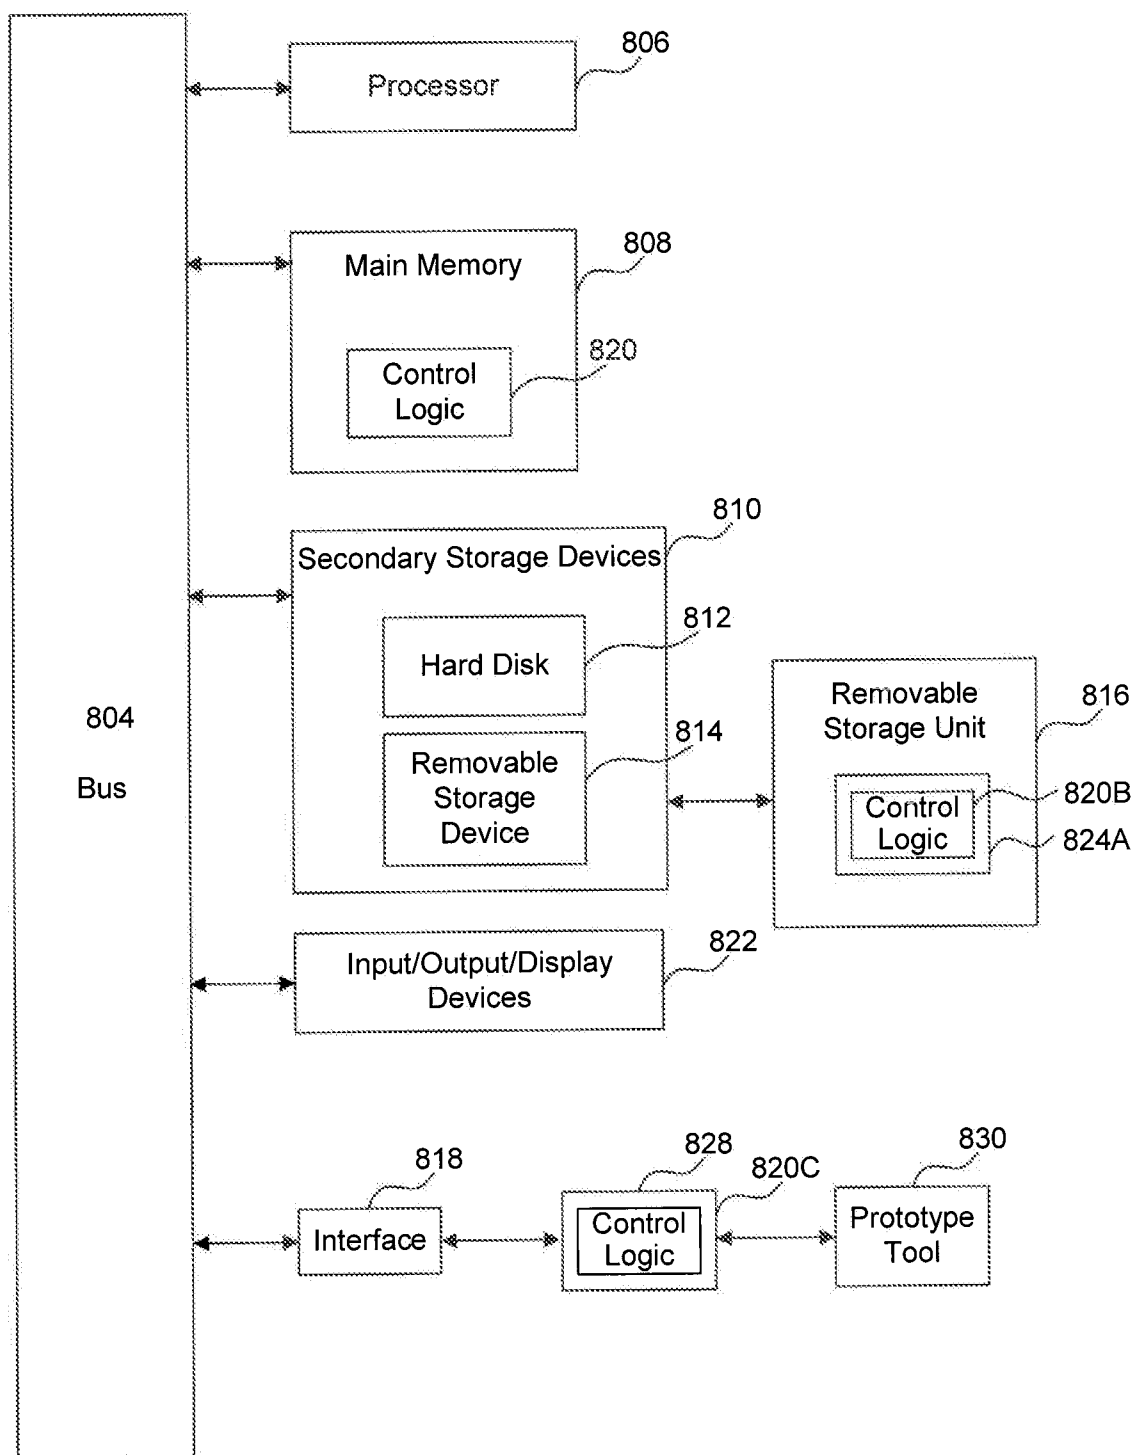 806
Processor
808
Main Memory
820
Control
Logic
810
Secondary Storage Devices
812
Hard Disk
814
Removable
Storage
Device
816
Removable
Storage Unit
820B
Control
Logic
824A
804
Bus
822
Input/Output/Display
Devices
818
Interface
828
820C
Control
Logic
830
Prototype
Tool